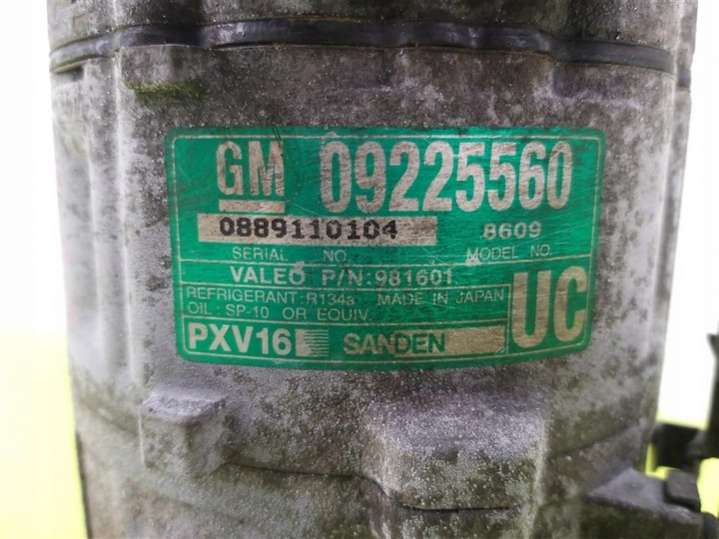 GM 09225560
0889110104 8609
SERIAL NO. MODEL NO.
VALEO P/N:981601
REFRIGERANT:R134a MADE IN JAPAN
OIL: SP-10 OR EQUIV.
PXV16 SANDEN UC